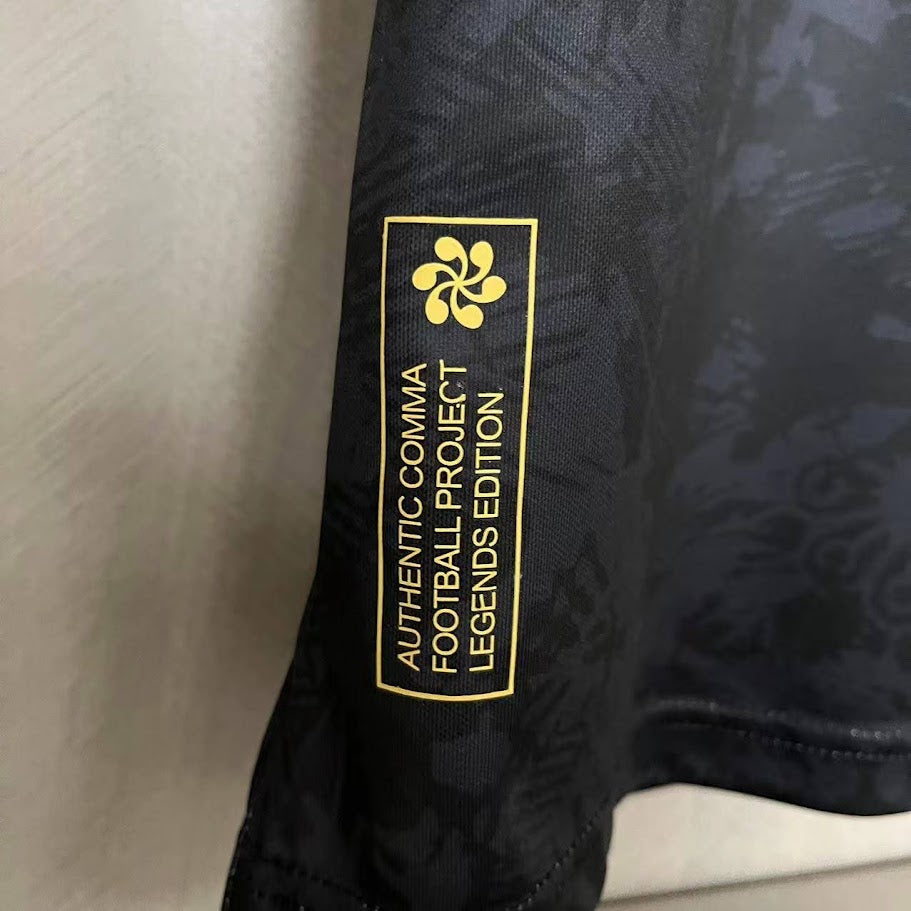 AUTHENTIC COMMA
FOOTBALL PROJECT
LEGENDS EDITION